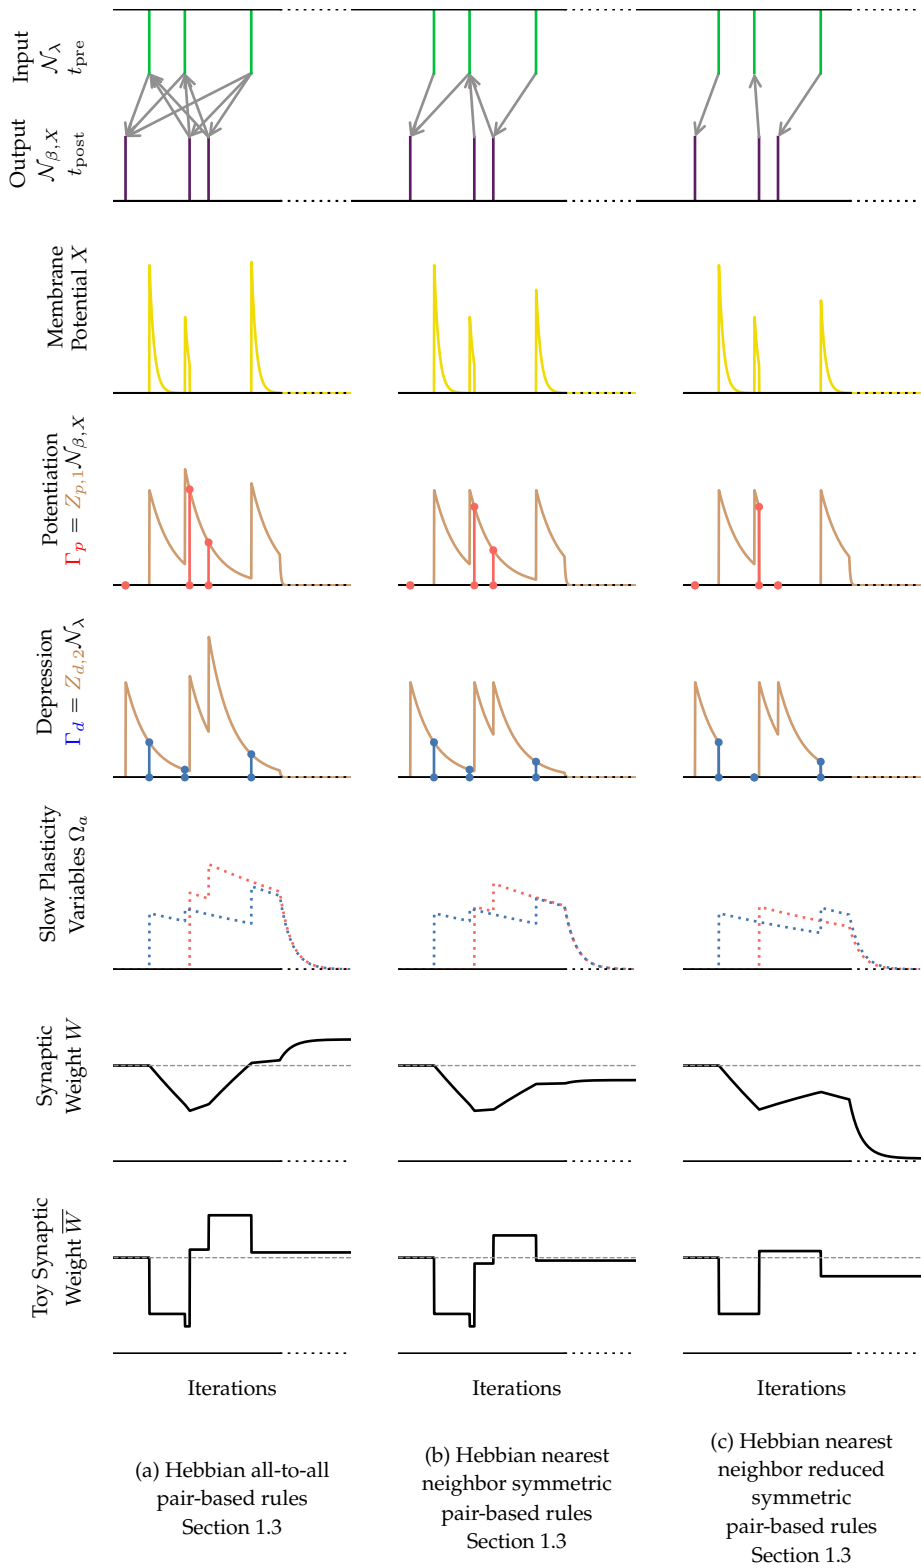 Input
𝒩λ
tpre
Output
𝒩β,X
tpost
Membrane
Potential X
Potentiation
Γp = Zp,1𝒩β,X
Depression
Γd = Zd,2𝒩λ
Slow Plasticity
Variables Ωa
Synaptic
Weight W
Toy Synaptic
Weight W̅
Iterations
Iterations
Iterations
(a) Hebbian all-to-all
pair-based rules
Section 1.3
(b) Hebbian nearest
neighbor symmetric
pair-based rules
Section 1.3
(c) Hebbian nearest
neighbor reduced
symmetric
pair-based rules
Section 1.3